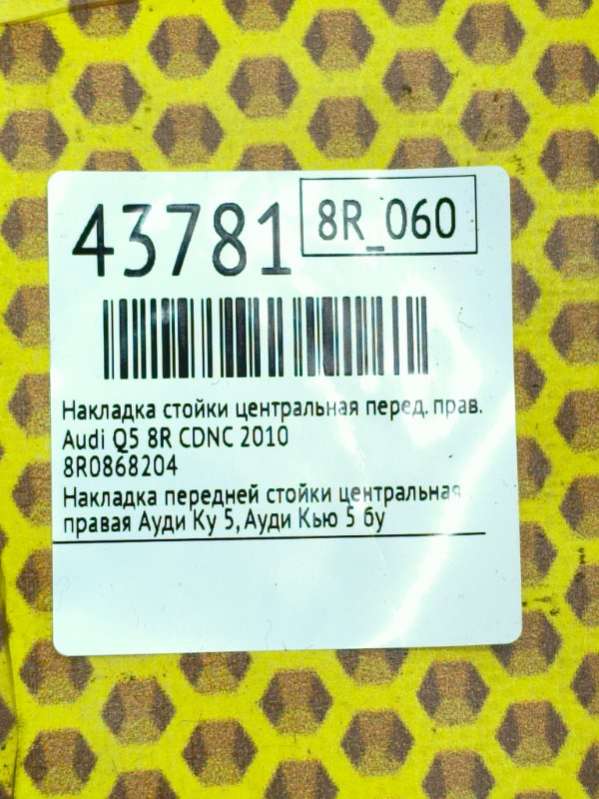 43781
8R_060
Накладка стойки центральная перед. прав.
Audi Q5 8R CDNC 2010
8R0868204
Накладка передней стойки центральная
правая Ауди Ку 5, Ауди Кью 5 бу